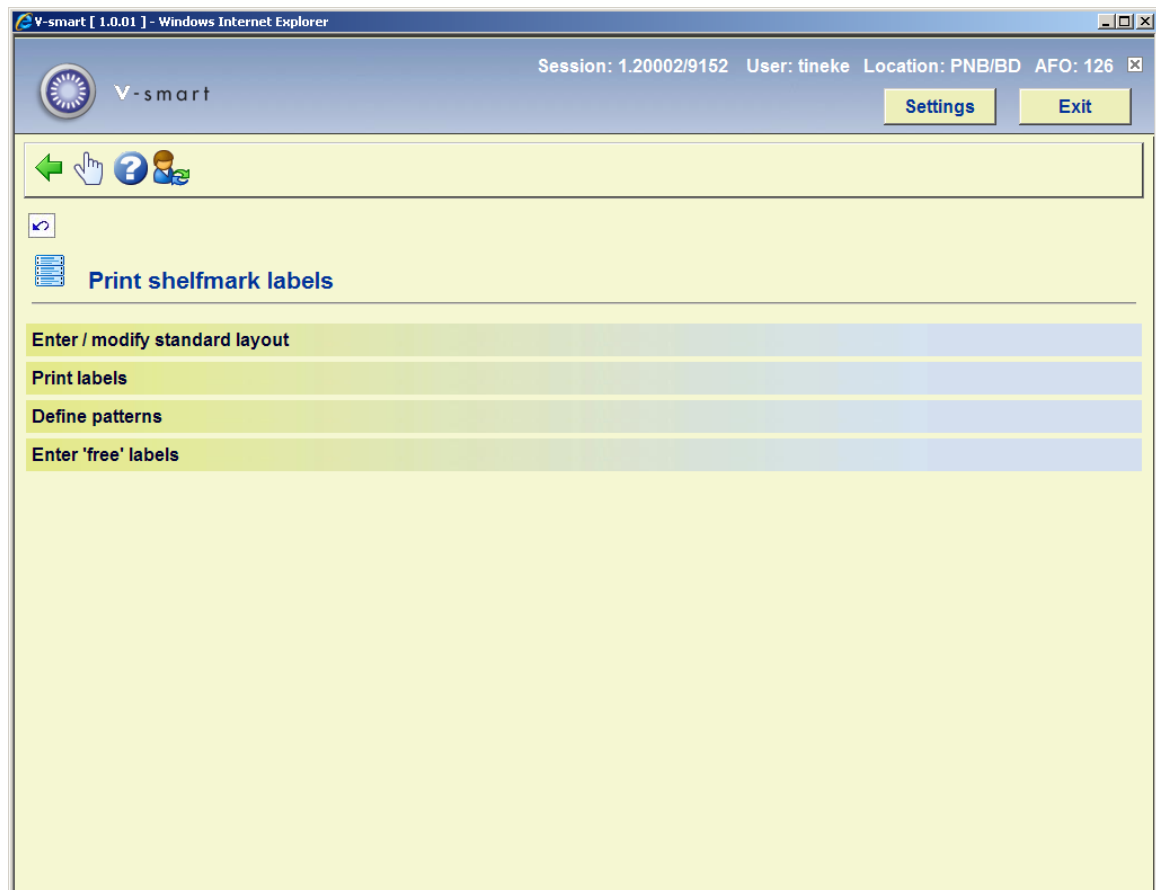 V-smart [ 1.0.01 ] - Windows Internet Explorer
Session: 1.20002/9152 User: tineke Location: PNB/BD AFO: 126
V-smart
Settings Exit
Print shelfmark labels
Enter / modify standard layout
Print labels
Define patterns
Enter 'free' labels